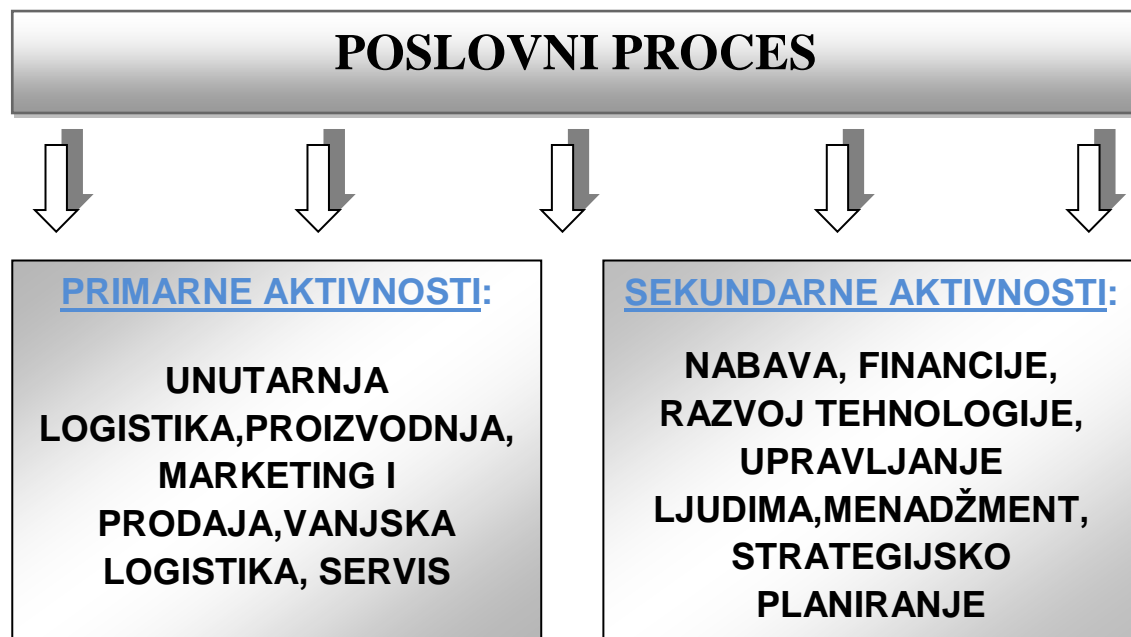 POSLOVNI PROCES
PRIMARNE AKTIVNOSTI:
UNUTARNJA
LOGISTIKA,PROIZVODNJA,
MARKETING I
PRODAJA,VANJSKA
LOGISTIKA, SERVIS
SEKUNDARNE AKTIVNOSTI:
NABAVA, FINANCIJE,
RAZVOJ TEHNOLOGIJE,
UPRAVLJANJE
LJUDIMA,MENADŽMENT,
STRATEGIJSKO
PLANIRANJE